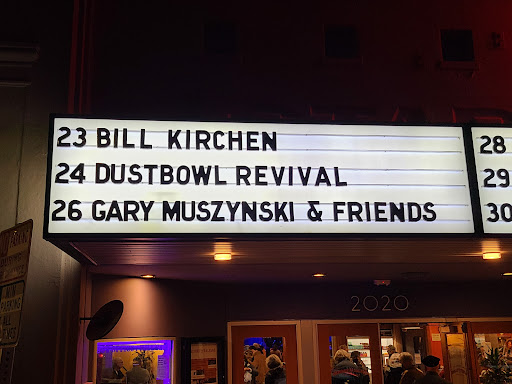 23 BILL KIRCHEN
24 DUSTBOWL REVIVAL
26 GARY MUSZYNSKI & FRIENDS
28
29
30
2020